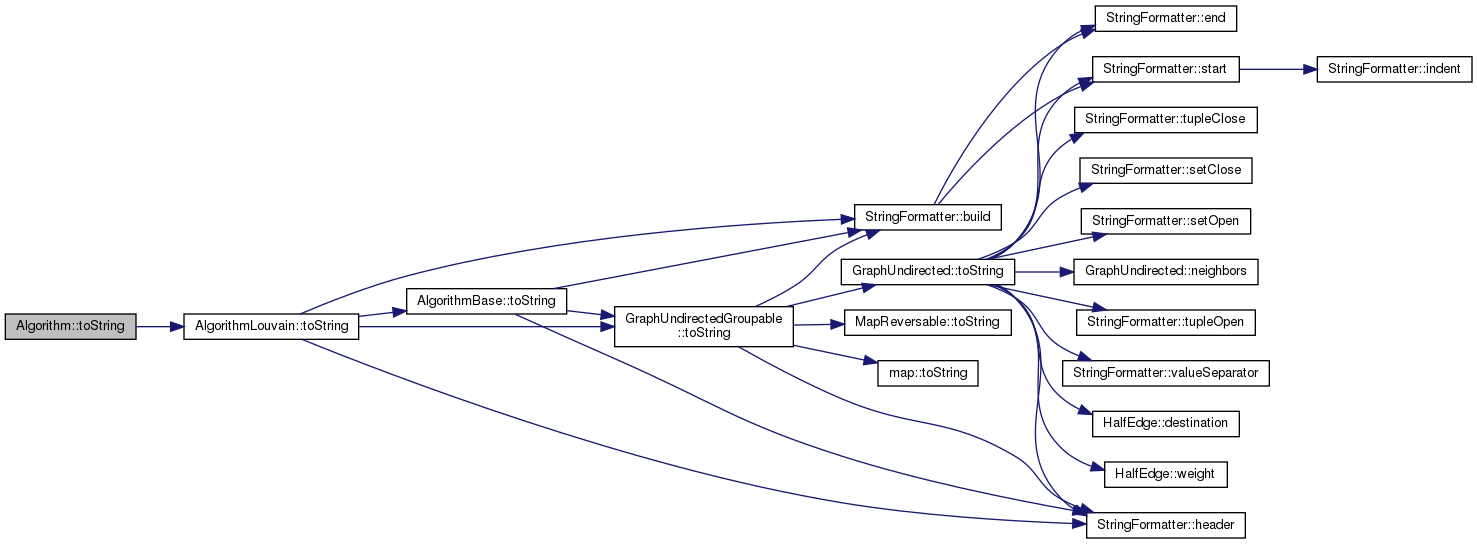 Algorithm::toString
AlgorithmLouvain::toString
AlgorithmBase::toString
GraphUndirectedGroupable
::toString
StringFormatter::build
GraphUndirected::toString
MapReversable::toString
map::toString
StringFormatter::end
StringFormatter::start
StringFormatter::indent
StringFormatter::tupleClose
StringFormatter::setClose
StringFormatter::setOpen
GraphUndirected::neighbors
StringFormatter::tupleOpen
StringFormatter::valueSeparator
HalfEdge::destination
HalfEdge::weight
StringFormatter::header